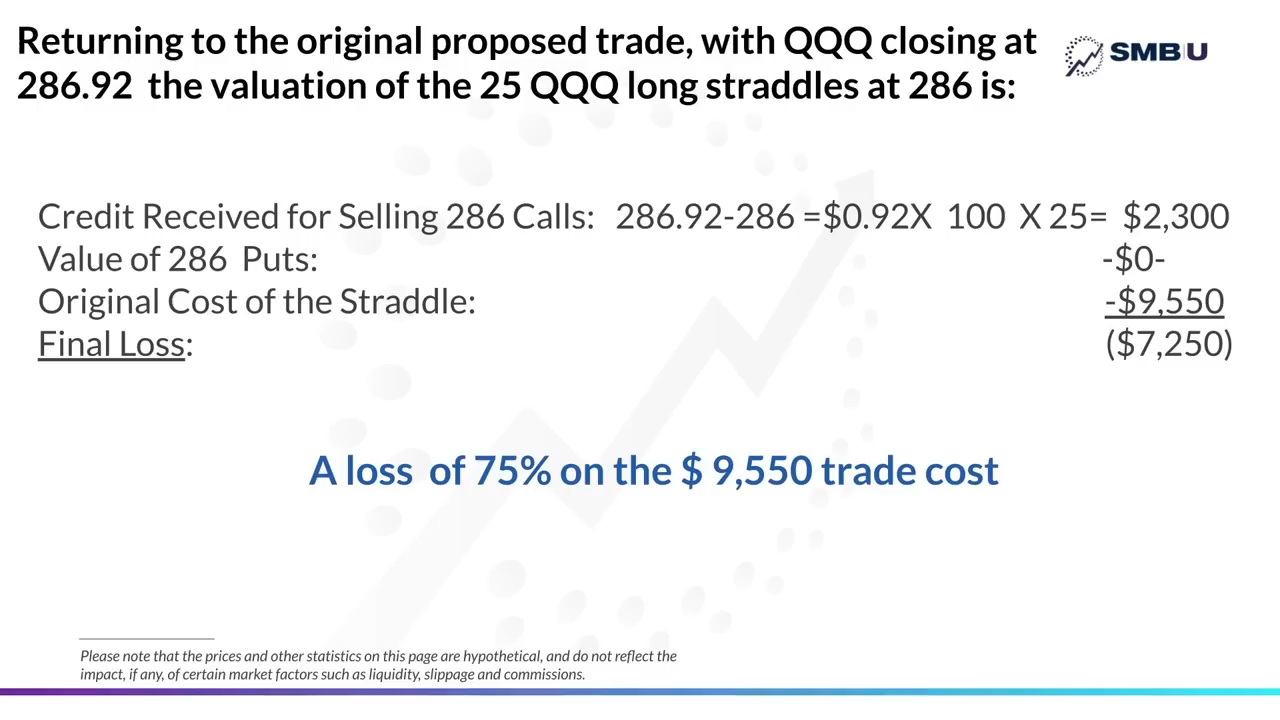 Returning to the original proposed trade, with QQQ closing at
286.92 the valuation of the 25 QQQ long straddles at 286 is:
SMB|U
Credit Received for Selling 286 Calls: 286.92-286 =$0.92X 100 X 25= $2,300
Value of 286 Puts: -$0-
Original Cost of the Straddle: -$9,550
Final Loss: ($7,250)
A loss of 75% on the $ 9,550 trade cost
Please note that the prices and other statistics on this page are hypothetical, and do not reflect the
impact, if any, of certain market factors such as liquidity, slippage and commissions.